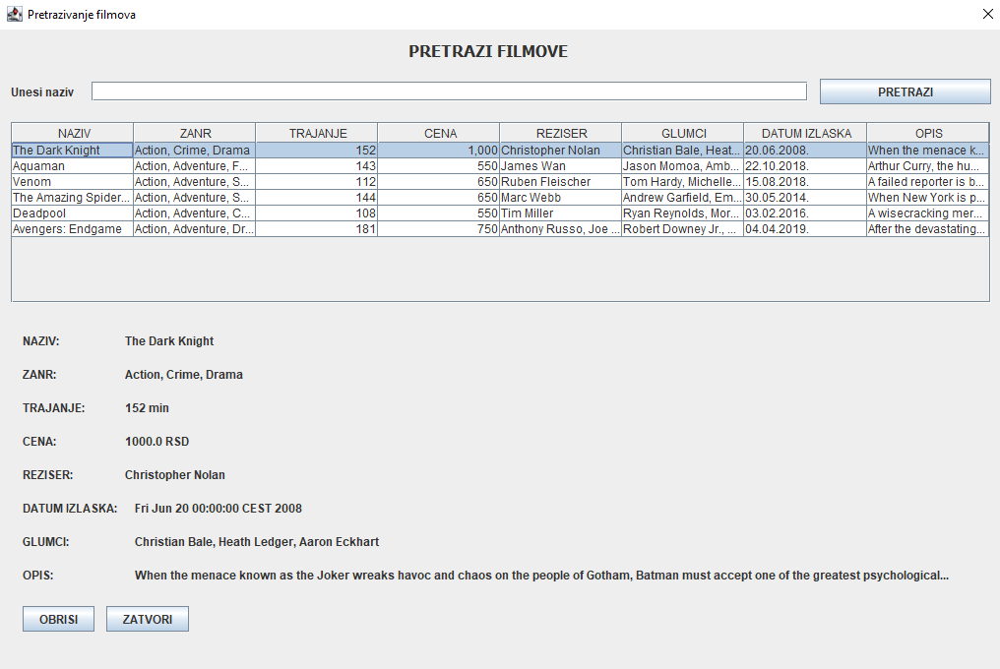 Pretrazivanje filmova
PRETRAZI FILMOVE
Unesi naziv PRETRAZI
NAZIV ZANR TRAJANJE CENA REZISER GLUMCI DATUM IZLASKA OPIS
The Dark Knight Action, Crime, Drama 152 1,000 Christopher Nolan Christian Bale, Heat... 20.06.2008. When the menace k...
Aquaman Action, Adventure, F... 143 550 James Wan Jason Momoa, Amb... 22.10.2018. Arthur Curry, the hu...
Venom Action, Adventure, S... 112 650 Ruben Fleischer Tom Hardy, Michelle... 15.08.2018. A failed reporter is b...
The Amazing Spider... Action, Adventure, S... 144 650 Marc Webb Andrew Garfield, Em... 30.05.2014. When New York is p...
Deadpool Action, Adventure, C... 108 550 Tim Miller Ryan Reynolds, Mor... 03.02.2016. A wisecracking mer...
Avengers: Endgame Action, Adventure, Dr... 181 750 Anthony Russo, Joe ... Robert Downey Jr., ... 04.04.2019. After the devastating...
NAZIV: The Dark Knight
ZANR: Action, Crime, Drama
TRAJANJE: 152 min
CENA: 1000.0 RSD
REZISER: Christopher Nolan
DATUM IZLASKA: Fri Jun 20 00:00:00 CEST 2008
GLUMCI: Christian Bale, Heath Ledger, Aaron Eckhart
OPIS: When the menace known as the Joker wreaks havoc and chaos on the people of Gotham, Batman must accept one of the greatest psychological...
OBRISI ZATVORI